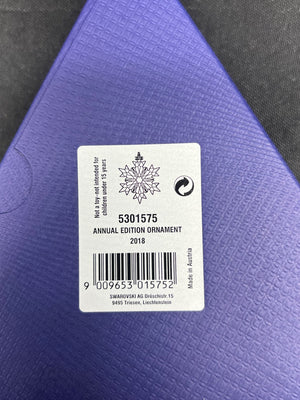 Not a toy-not intended for
children under 15 years
5301575
ANNUAL EDITION ORNAMENT
2018
Made in Austria
9 009653 015752
SWAROVSKI AG Dröschistr.15
9495 Triesen, Liechtenstein